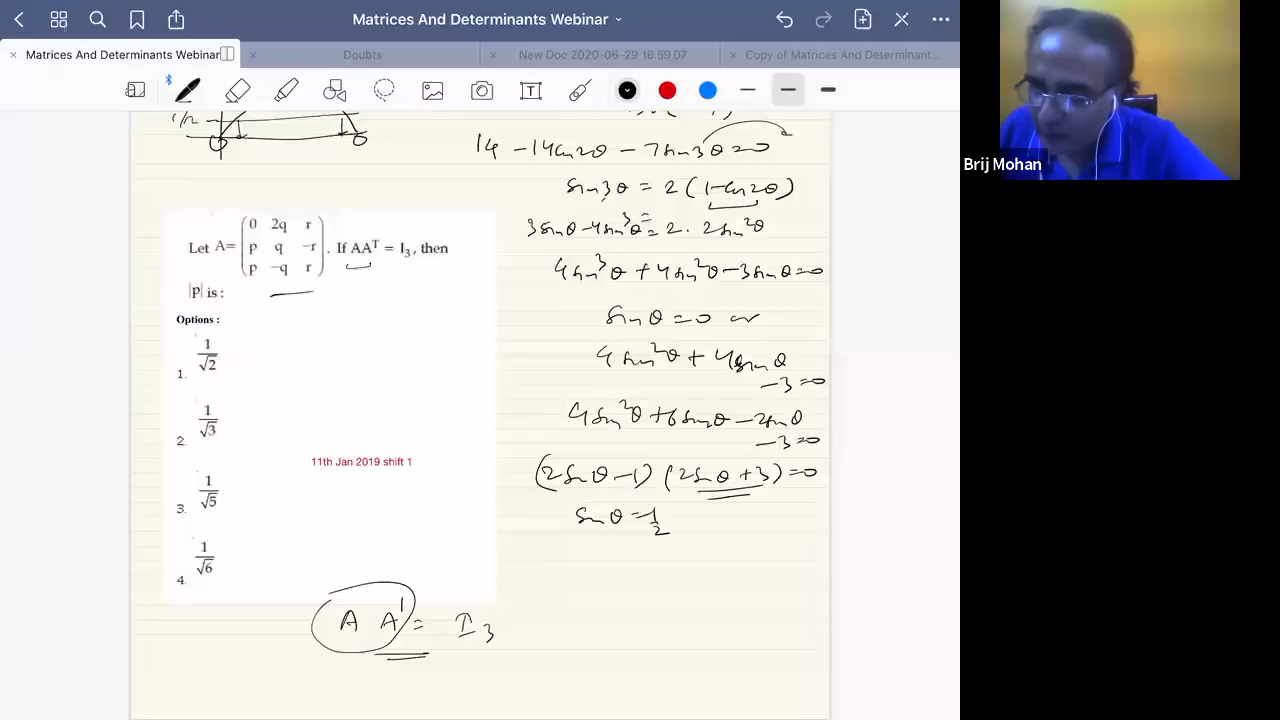 Matrices And Determinants Webinar
Matrices And Determinants Webinar
Doubts
New Doc 2020-06-29 16:59:07
Copy of Matrices And Determinant...
Brij Mohan
14 - 14cos2θ - 7sin3θ = 0
sin3θ = 2 (1-cos2θ)
3sinθ - 4sin³θ = 2. 2sin²θ
4sin³θ + 4sin²θ - 3sinθ = 0
sinθ = 0 or
4sin²θ + 4sinθ
-3 = 0
4sin²θ + 6sinθ - 2sinθ
-3 = 0
(2sinθ - 1) (2sinθ + 3) = 0
sinθ = 1/2
0 2q r
Let A= p q -r . If AAᵀ = I₃, then
p -q r
|p| is :
Options :
1. 1/√2
2. 1/√3
3. 1/√5
4. 1/√6
11th Jan 2019 shift 1
A A' = I₃